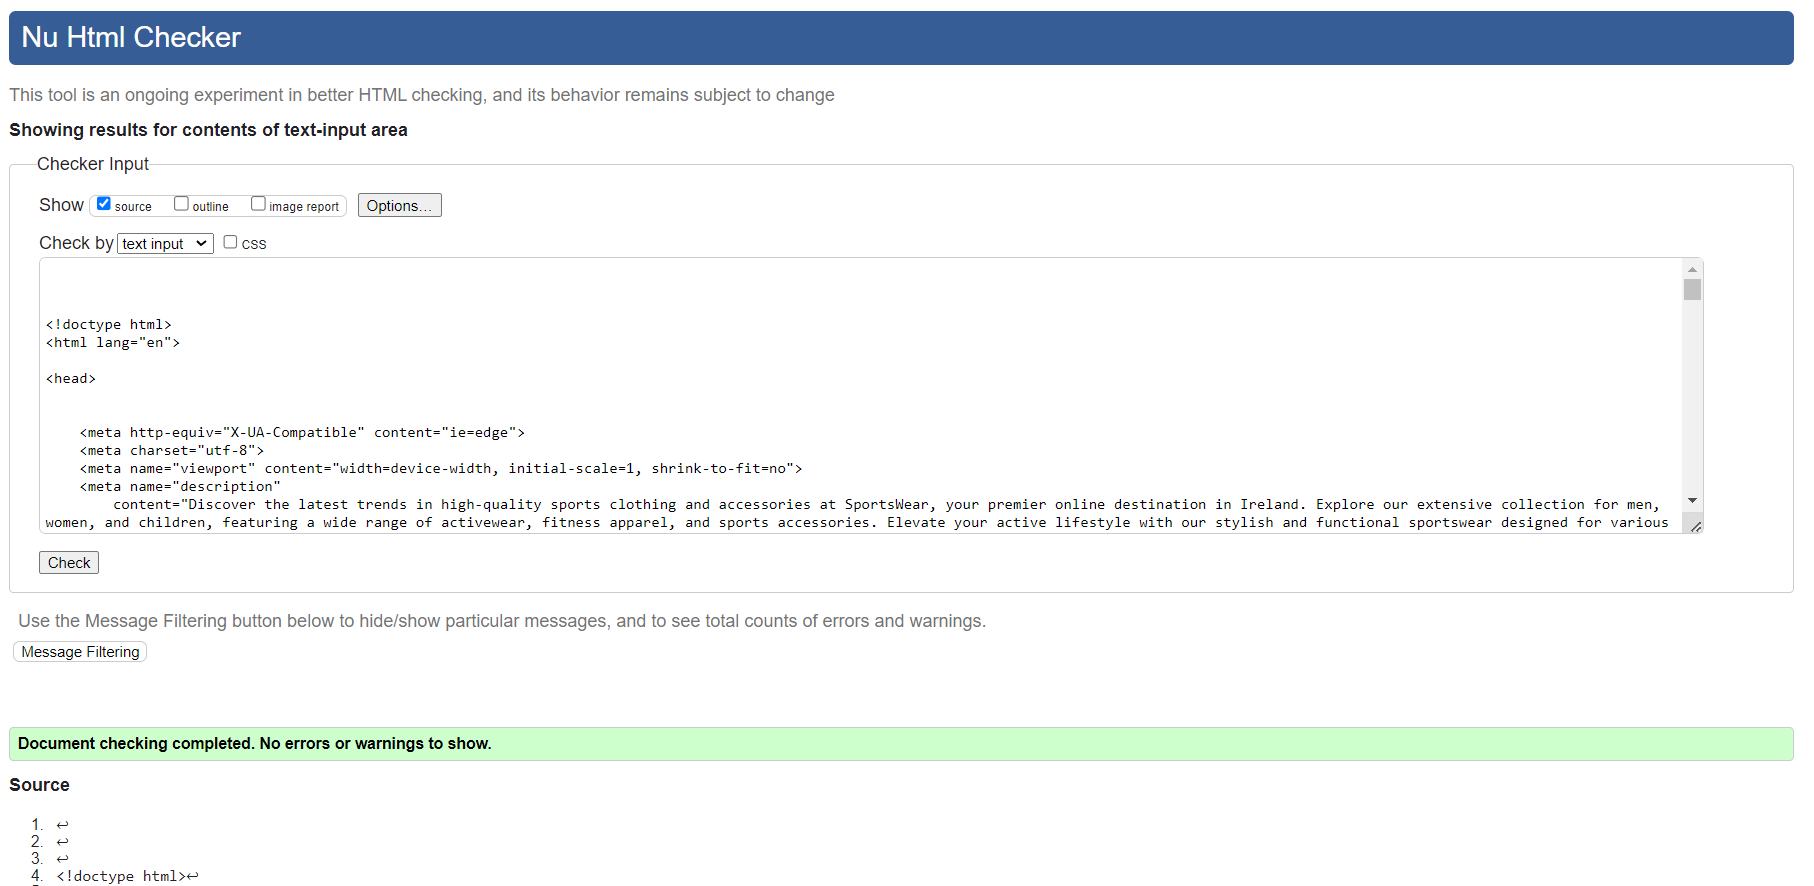 Nu Html Checker
This tool is an ongoing experiment in better HTML checking, and its behavior remains subject to change
Showing results for contents of text-input area
Checker Input
Show source outline image report Options...
Check by text input css
<!doctype html>
<html lang="en">
<head>
<meta http-equiv="X-UA-Compatible" content="ie=edge">
<meta charset="utf-8">
<meta name="viewport" content="width=device-width, initial-scale=1, shrink-to-fit=no">
<meta name="description"
content="Discover the latest trends in high-quality sports clothing and accessories at SportsWear, your premier online destination in Ireland. Explore our extensive collection for men,
women, and children, featuring a wide range of activewear, fitness apparel, and sports accessories. Elevate your active lifestyle with our stylish and functional sportswear designed for various
Check
Use the Message Filtering button below to hide/show particular messages, and to see total counts of errors and warnings.
Message Filtering
Document checking completed. No errors or warnings to show.
Source
1. ↩
2. ↩
3. ↩
4. <!doctype html>↩